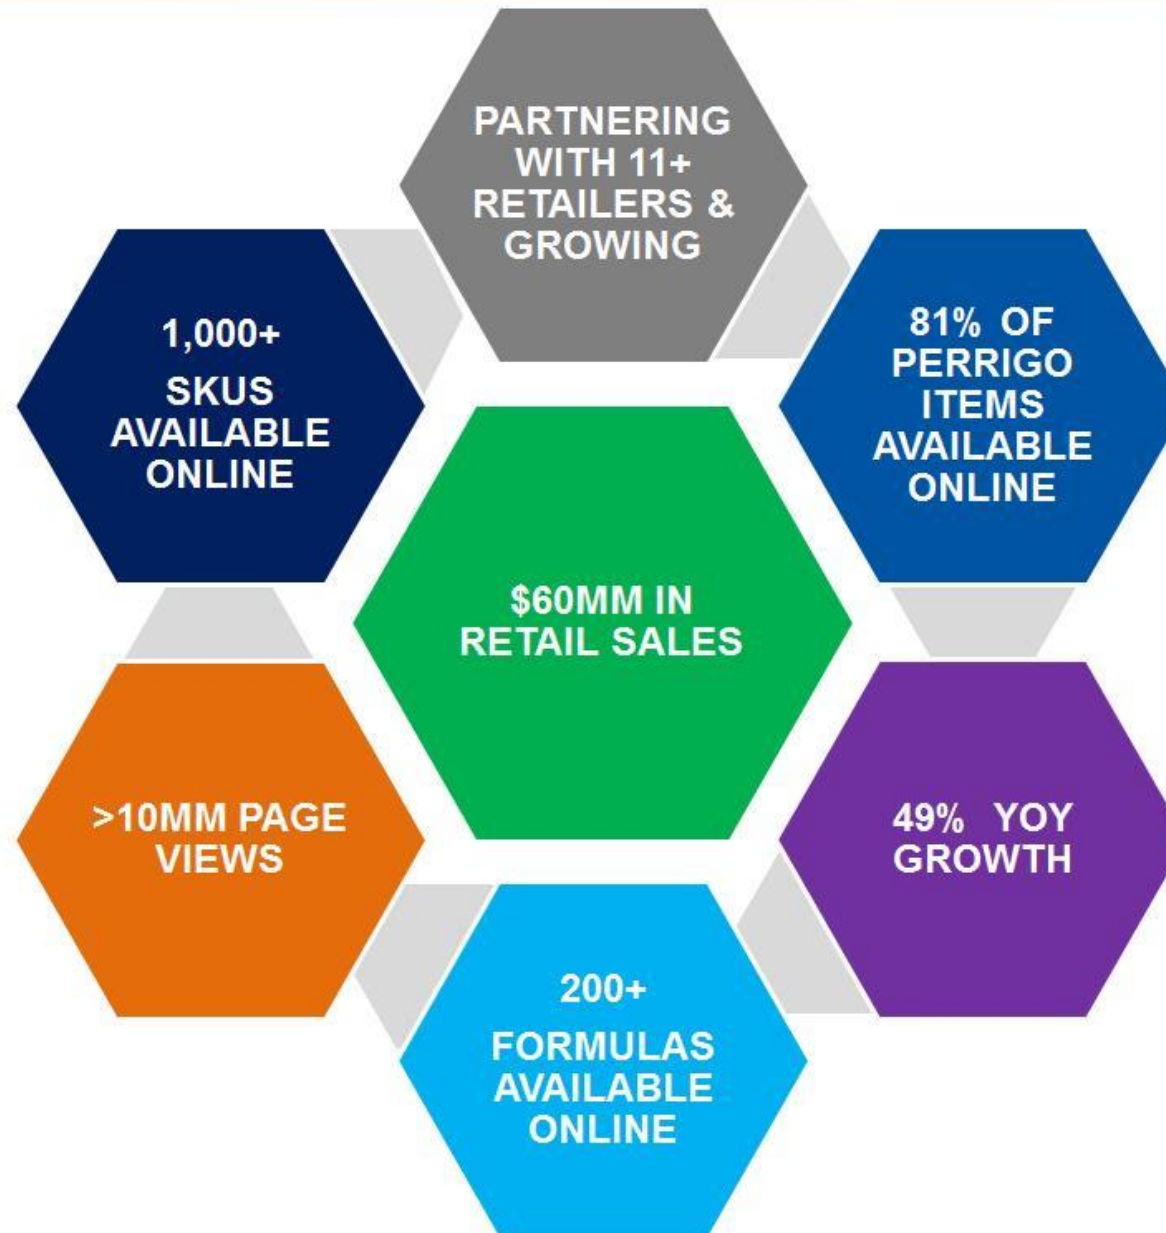 PARTNERING
WITH 11+
RETAILERS &
GROWING
81% OF
PERRIGO
ITEMS
AVAILABLE
ONLINE
49% YOY
GROWTH
200+
FORMULAS
AVAILABLE
ONLINE
>10MM PAGE
VIEWS
1,000+
SKUS
AVAILABLE
ONLINE
$60MM IN
RETAIL SALES